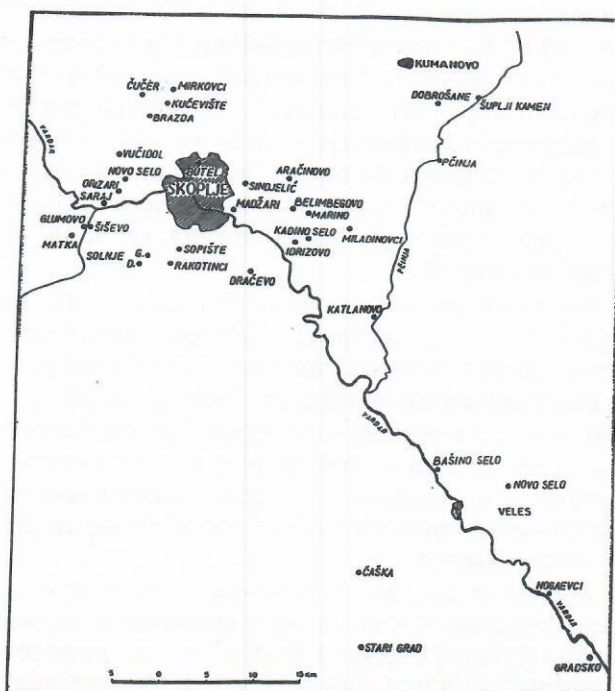 KUMANOVO
ČUČER
MIRKOVCI
DOBROŠANE
ŠUPLJI KAMEN
KUČEVIŠTE
BRAZDA
VARDAR
VUČIDOL
PČINJA
NOVO SELO
BUTEL
ARAČINOVO
ORIZARI
SKOPLJE
SINDJELIĆ
SARAJ
MADŽARI
BELIMBEGOVO
MARINO
GLUMOVO
ŠIŠEVO
KADINO SELO
MILADINOVCI
MATKA
SOPIŠTE
IDRIZOVO
SOLNJE
G.
D.
RAKOTINCI
PČINJA
DRAČEVO
KATLANOVO
VARDAR
BAŠINO SELO
NOVO SELO
VELES
ČAŠKA
NOGAEVCI
VARDAR
STARI GRAD
GRADSKO
5 0 5 10 15 km